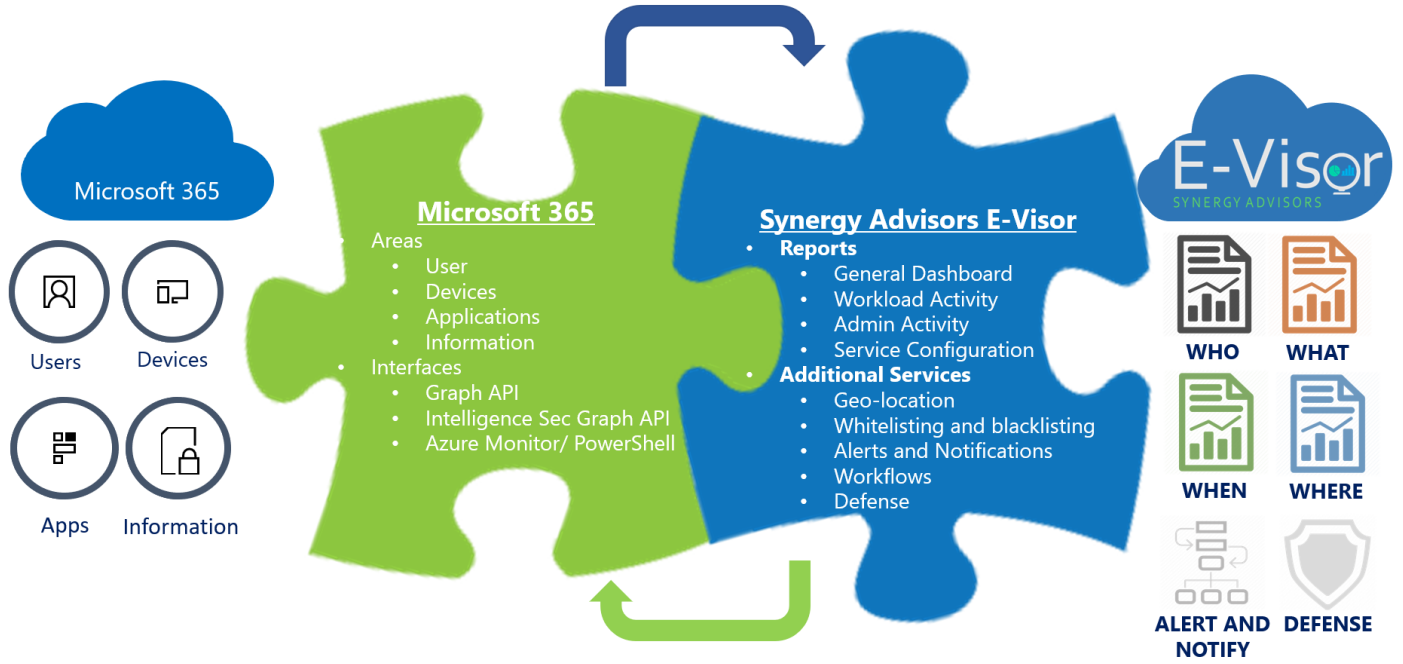 Microsoft 365
Users
Devices
Apps
Information
Microsoft 365
• Areas
• User
• Devices
• Applications
• Information
• Interfaces
• Graph API
• Intelligence Sec Graph API
• Azure Monitor/ PowerShell
Synergy Advisors E-Visor
• Reports
• General Dashboard
• Workload Activity
• Admin Activity
• Service Configuration
• Additional Services
• Geo-location
• Whitelisting and blacklisting
• Alerts and Notifications
• Workflows
• Defense
E-Visor
SYNERGY ADVISORS
WHO
WHAT
WHEN
WHERE
ALERT AND
NOTIFY
DEFENSE